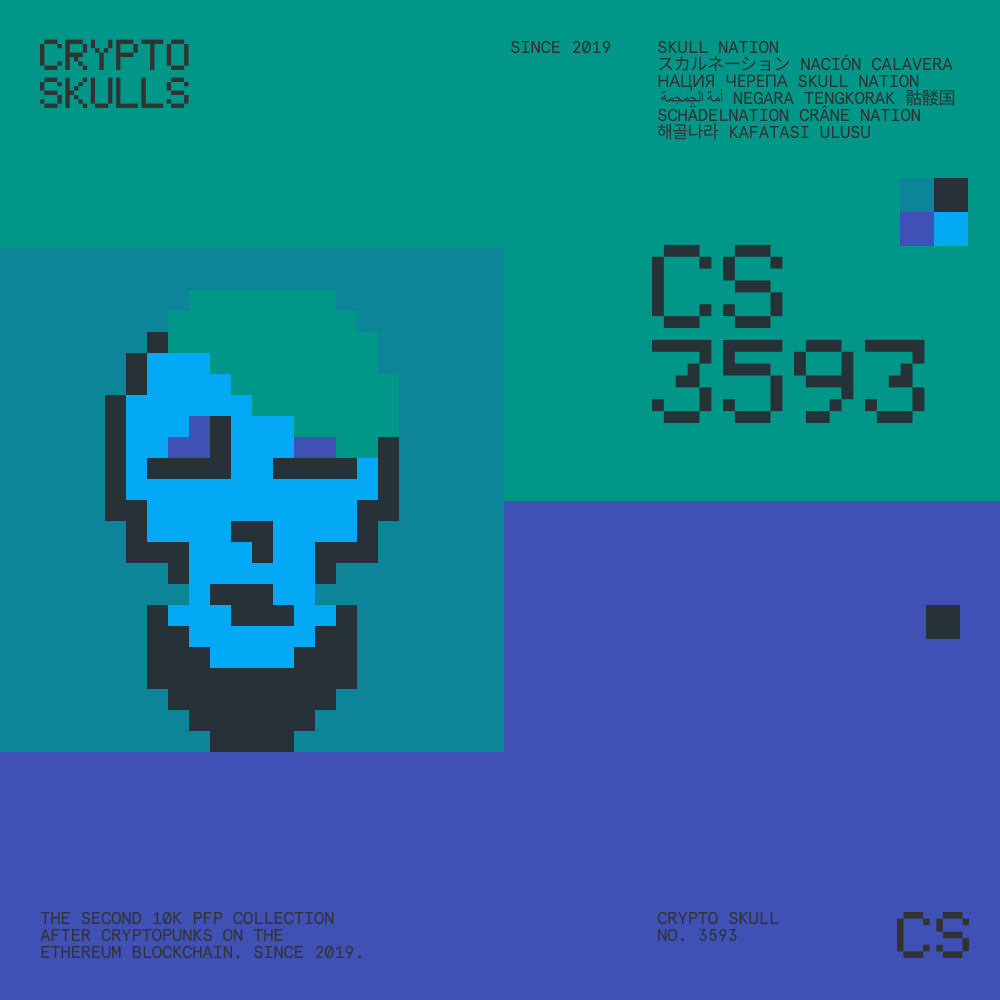 CRYPTO
SKULLS
SINCE 2019
SKULL NATION
スカルネーション NACIÓN CALAVERA
НАЦИЯ ЧЕРЕПА SKULL NATION
أمة الجمجمة NEGARA TENGKORAK 骷髅国
SCHÄDELNATION CRÂNE NATION
해골나라 KAFATASI ULUSU
CS
3593
THE SECOND 10K PFP COLLECTION
AFTER CRYPTOPUNKS ON THE
ETHEREUM BLOCKCHAIN. SINCE 2019.
CRYPTO SKULL
NO. 3593
CS